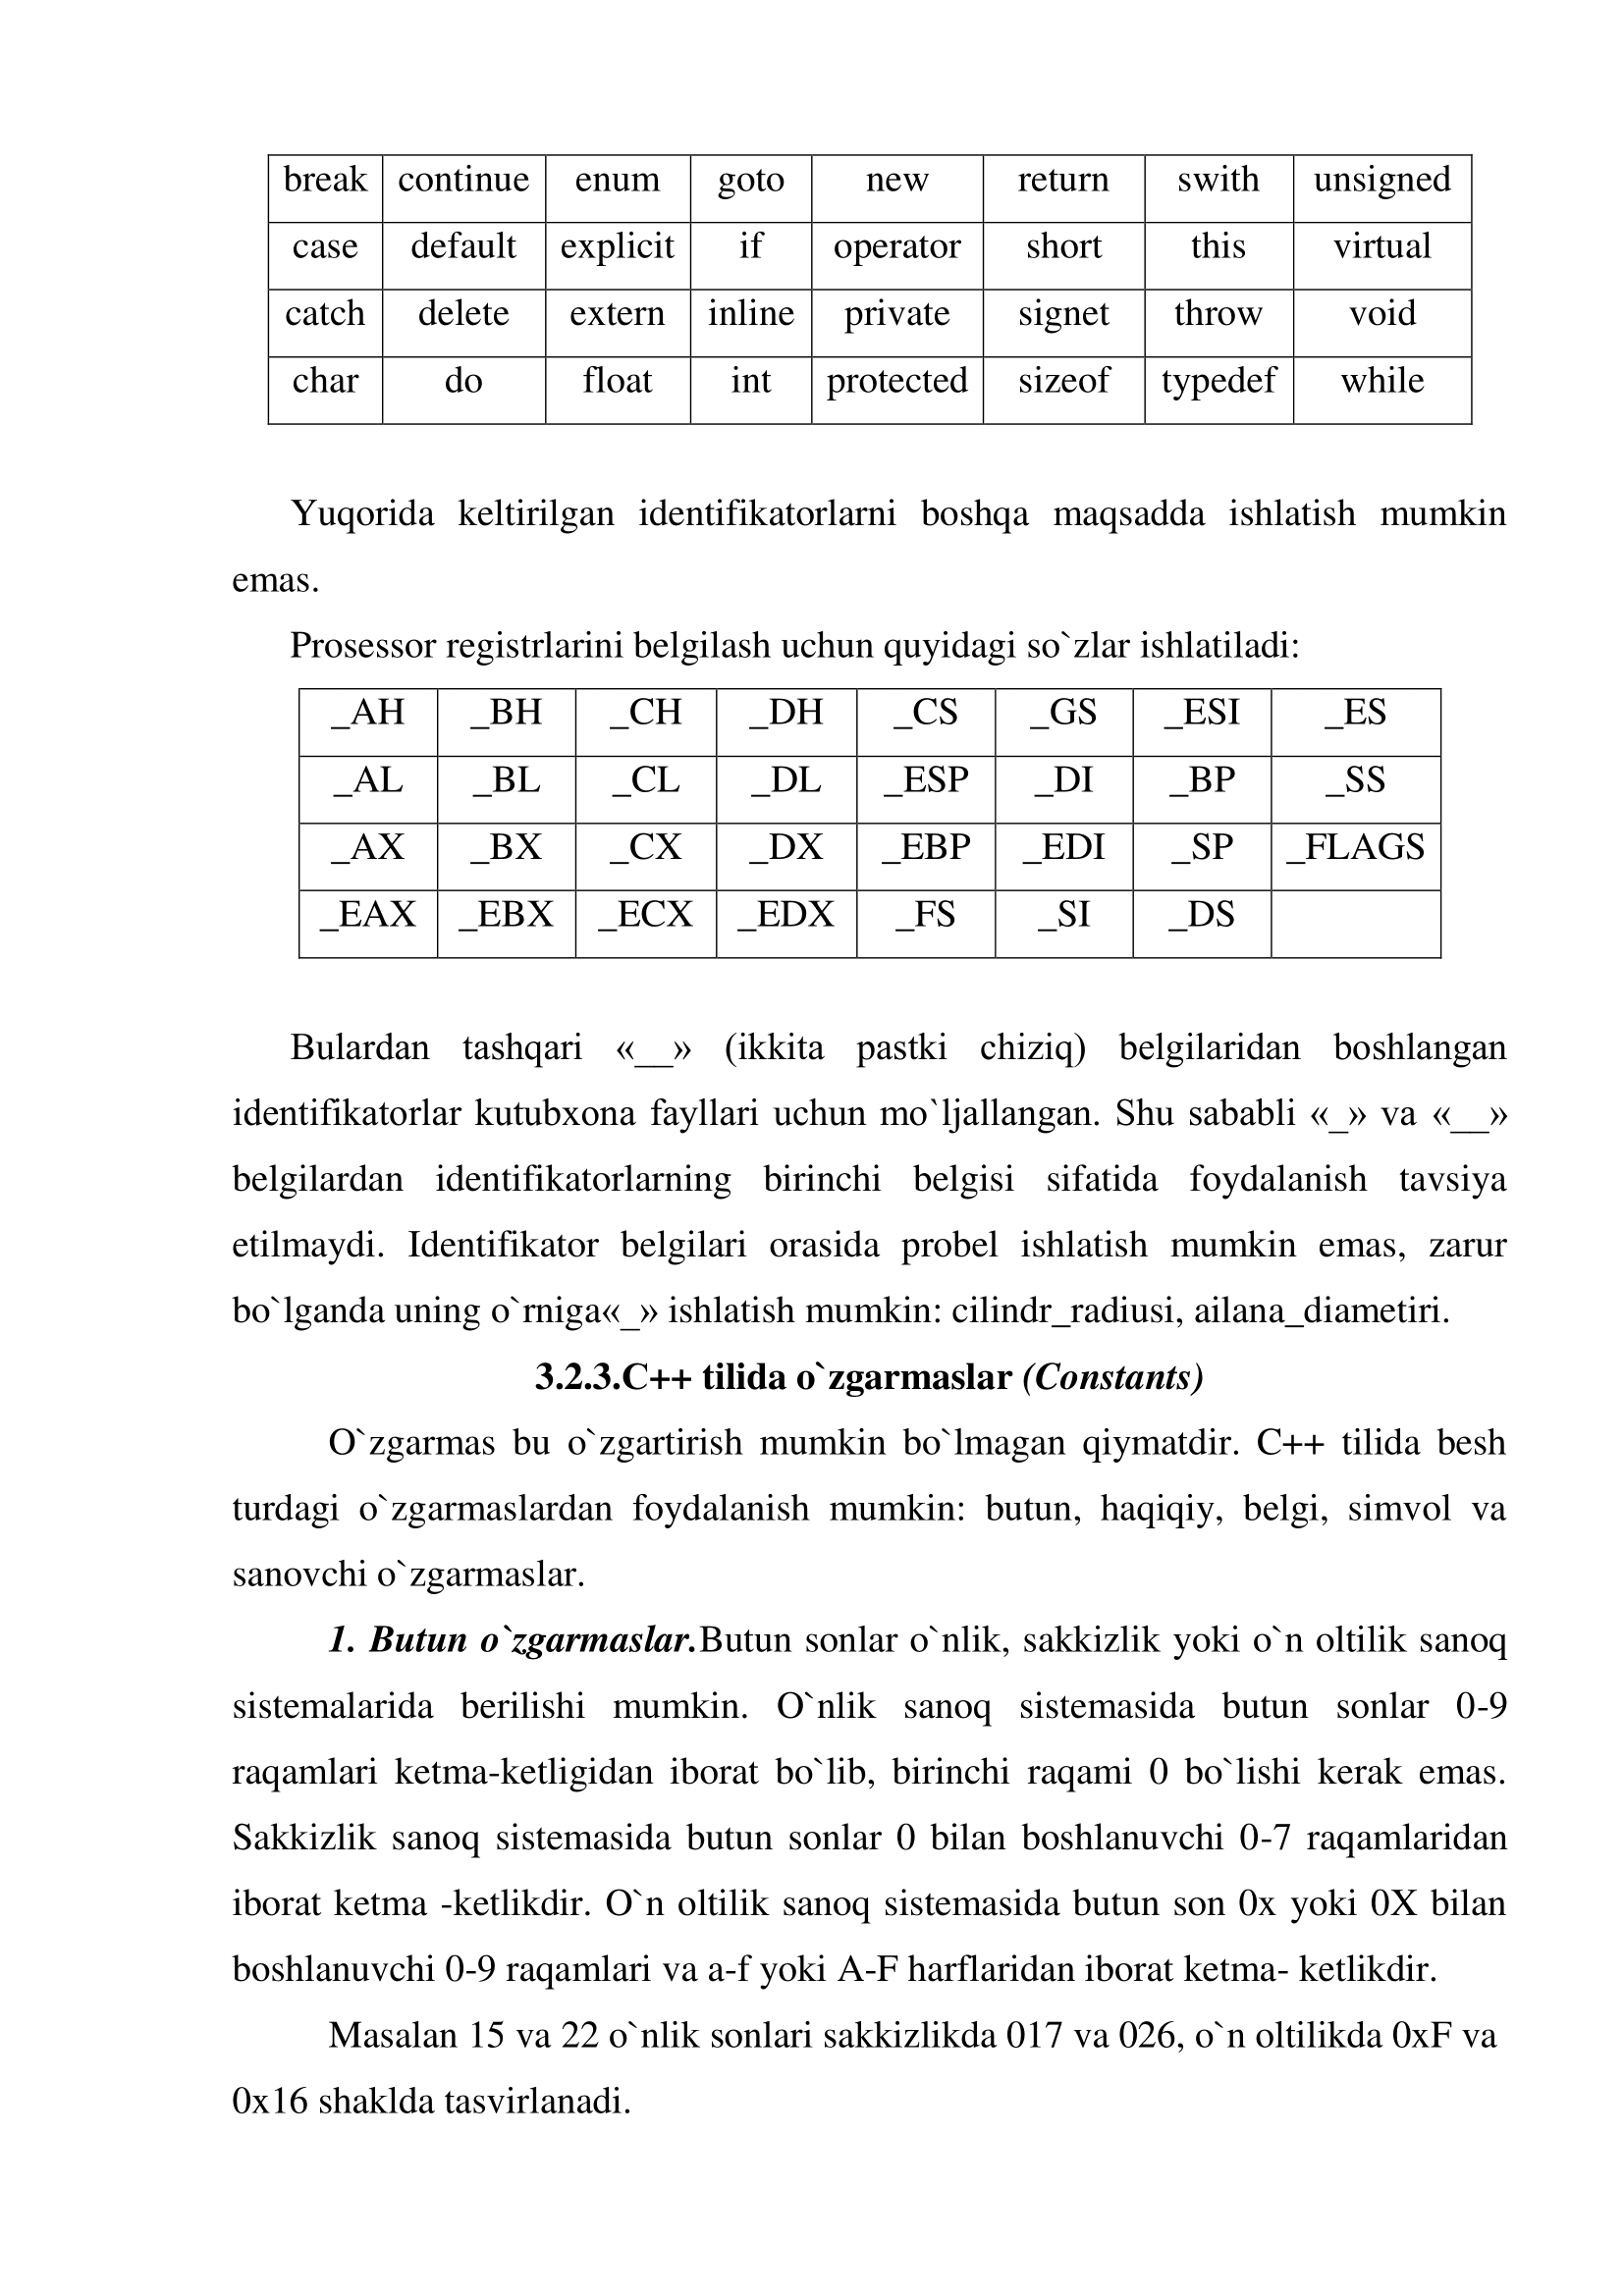 break continue enum goto new return swith unsigned
case default explicit if operator short this virtual
catch delete extern inline private signet throw void
char do float int protected sizeof typedef while
Yuqorida keltirilgan identifikatorlarni boshqa maqsadda ishlatish mumkin
emas.
Prosessor registrlarini belgilash uchun quyidagi so`zlar ishlatiladi:
_AH _BH _CH _DH _CS _GS _ESI _ES
_AL _BL _CL _DL _ESP _DI _BP _SS
_AX _BX _CX _DX _EBP _EDI _SP _FLAGS
_EAX _EBX _ECX _EDX _FS _SI _DS
Bulardan tashqari «__» (ikkita pastki chiziq) belgilaridan boshlangan
identifikatorlar kutubxona fayllari uchun mo`ljallangan. Shu sababli «_» va «__»
belgilardan identifikatorlarning birinchi belgisi sifatida foydalanish tavsiya
etilmaydi. Identifikator belgilari orasida probel ishlatish mumkin emas, zarur
bo`lganda uning o`rniga«_» ishlatish mumkin: cilindr_radiusi, ailana_diametiri.
3.2.3.C++ tilida o`zgarmaslar (Constants)
O`zgarmas bu o`zgartirish mumkin bo`lmagan qiymatdir. C++ tilida besh
turdagi o`zgarmaslardan foydalanish mumkin: butun, haqiqiy, belgi, simvol va
sanovchi o`zgarmaslar.
1. Butun o`zgarmaslar.Butun sonlar o`nlik, sakkizlik yoki o`n oltilik sanoq
sistemalarida berilishi mumkin. O`nlik sanoq sistemasida butun sonlar 0-9
raqamlari ketma-ketligidan iborat bo`lib, birinchi raqami 0 bo`lishi kerak emas.
Sakkizlik sanoq sistemasida butun sonlar 0 bilan boshlanuvchi 0-7 raqamlaridan
iborat ketma -ketlikdir. O`n oltilik sanoq sistemasida butun son 0x yoki 0X bilan
boshlanuvchi 0-9 raqamlari va a-f yoki A-F harflaridan iborat ketma- ketlikdir.
Masalan 15 va 22 o`nlik sonlari sakkizlikda 017 va 026, o`n oltilikda 0xF va
0x16 shaklda tasvirlanadi.